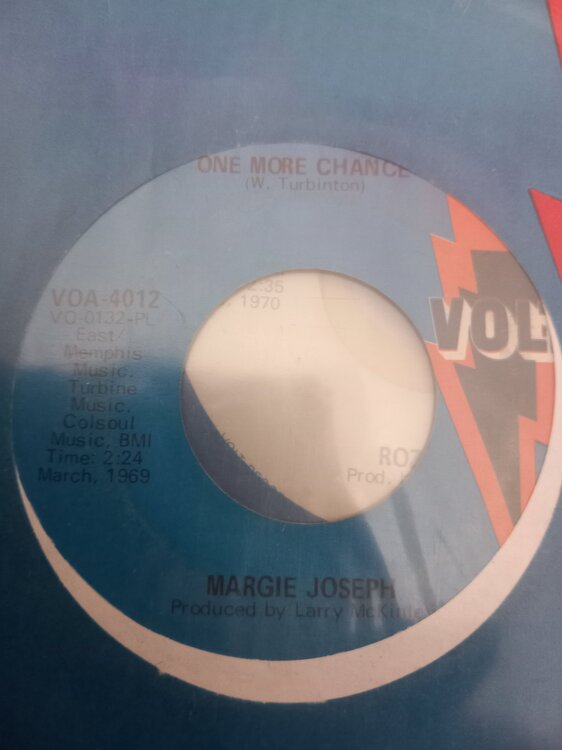 ONE MORE CHANCE
(W. Turbinton)
VOA-4012
VO-0132-PL
East/
Memphis
Music.
Turbine
Music.
Colsoul
Music, BMI
Time: 2:24
March, 1969
2:35
1970
VOL
ROZ
Prod.
MARGIE JOSEPH
Produced by Larry McKinley